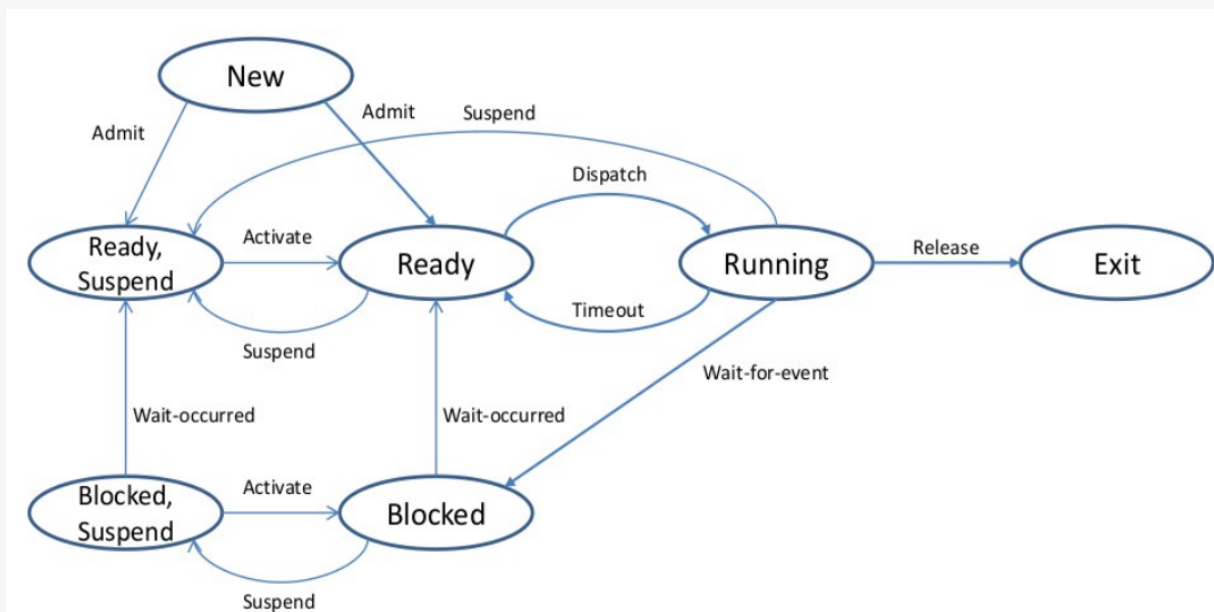 New
Admit
Admit
Suspend
Dispatch
Ready,
Suspend
Activate
Ready
Running
Release
Exit
Suspend
Timeout
Wait-for-event
Wait-occurred
Wait-occurred
Blocked,
Suspend
Activate
Blocked
Suspend